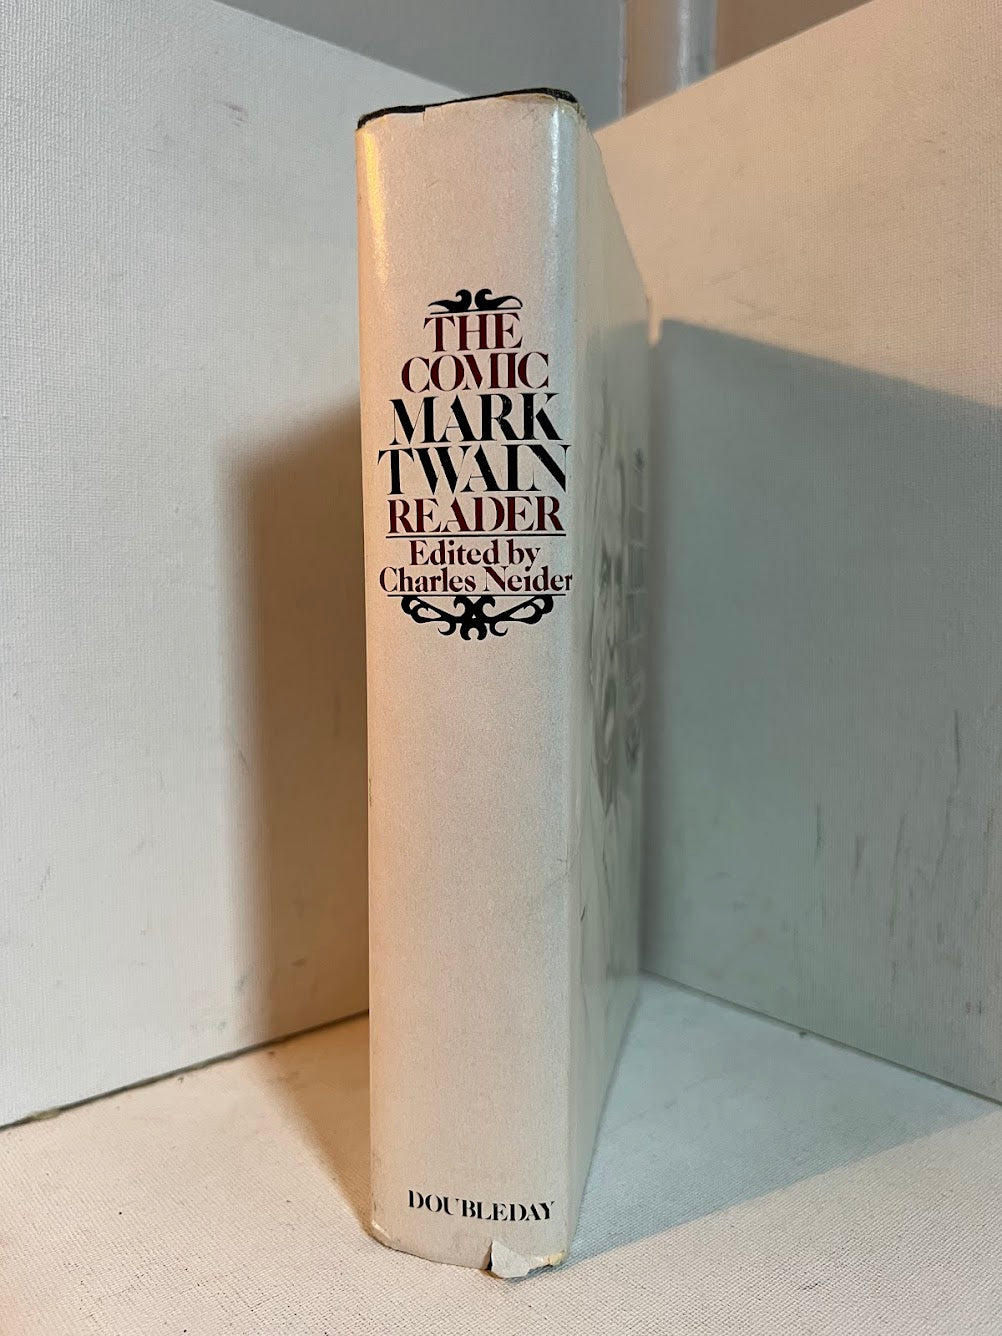 THE
COMIC
MARK
TWAIN
READER
Edited by
Charles Neider
DOUBLEDAY